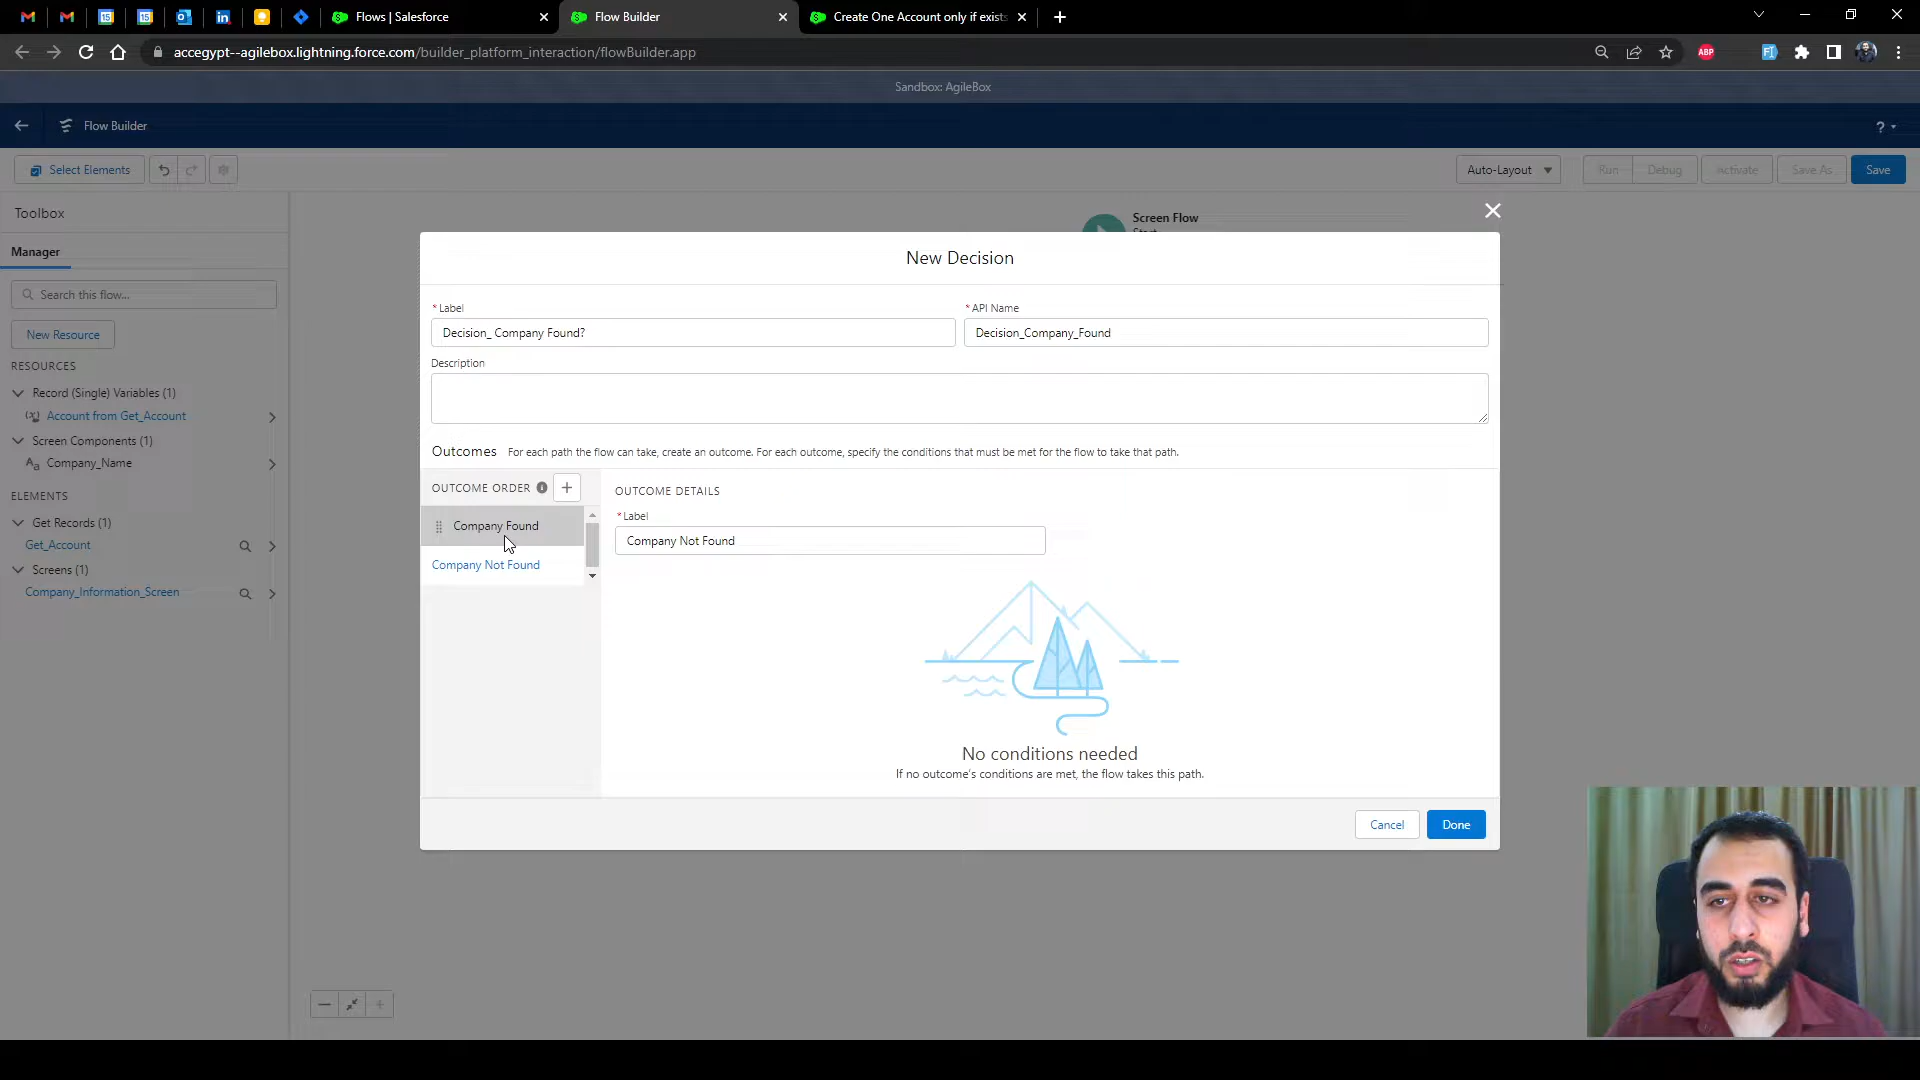 Flows | Salesforce
Flow Builder
Create One Account only if exist
accegypt--agilebox.lightning.force.com/builder_platform_interaction/flowBuilder.app
ABP
Sandbox: AgileBox
Flow Builder
?
Select Elements
Auto-Layout
Run
Debug
Activate
Save As
Save
Toolbox
Screen Flow
Start
Manager
New Decision
Search this flow...
* Label
* API Name
Decision_ Company Found?
Decision_Company_Found
New Resource
Description
RESOURCES
Record (Single) Variables (1)
Account from Get_Account
Screen Components (1)
Company_Name
Outcomes For each path the flow can take, create an outcome. For each outcome, specify the conditions that must be met for the flow to take that path.
OUTCOME ORDER
OUTCOME DETAILS
ELEMENTS
* Label
Get Records (1)
Company Found
Company Not Found
Get_Account
Company Not Found
Screens (1)
Company_Information_Screen
No conditions needed
If no outcome's conditions are met, the flow takes this path.
Cancel
Done